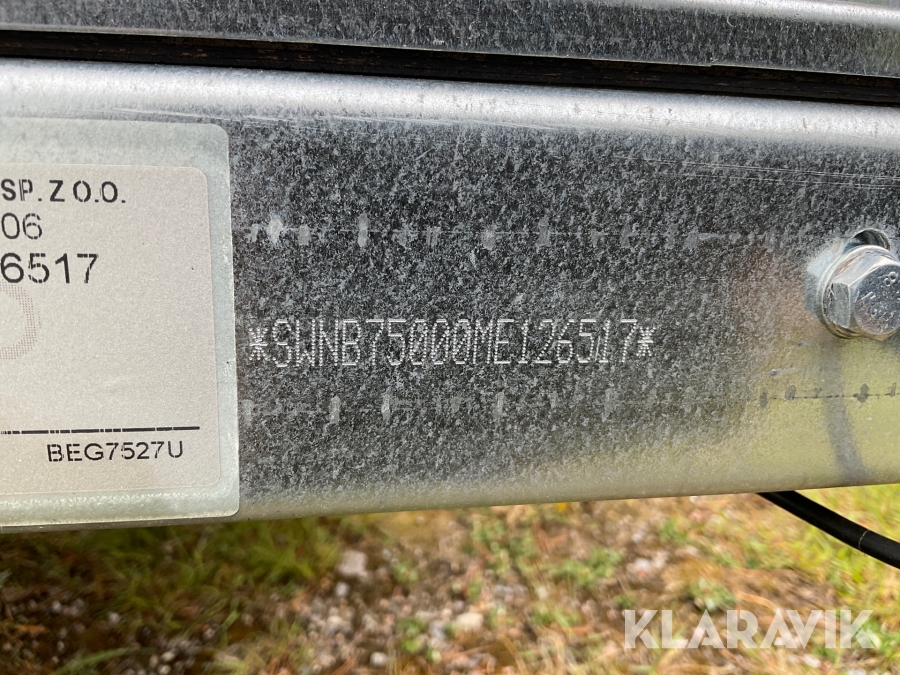 SP. Z O.O.
06
6517
*SWNB75000ME126517*
BEG7527U
KLARAVIK